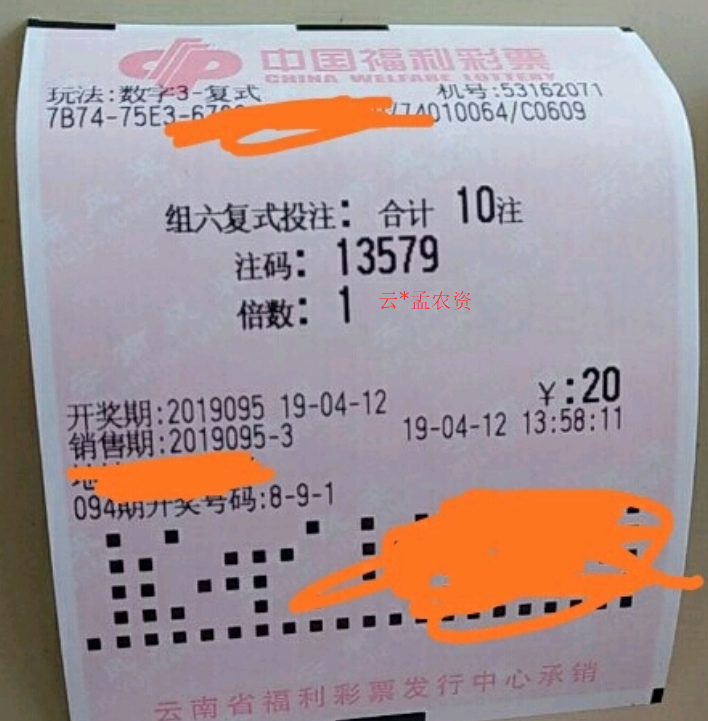 中国福利彩票
CHINA WELFARE LOTTERY
玩法:数字3-复式 机号:53162071
7B74-75E3- /74010064/C0609
组六复式投注: 合计 10注
注码: 13579
倍数: 1 云*孟农资
¥:20
开奖期:2019095 19-04-12
销售期:2019095-3 19-04-12 13:58:11
094期开奖号码:8-9-1
云南省福利彩票发行中心承销